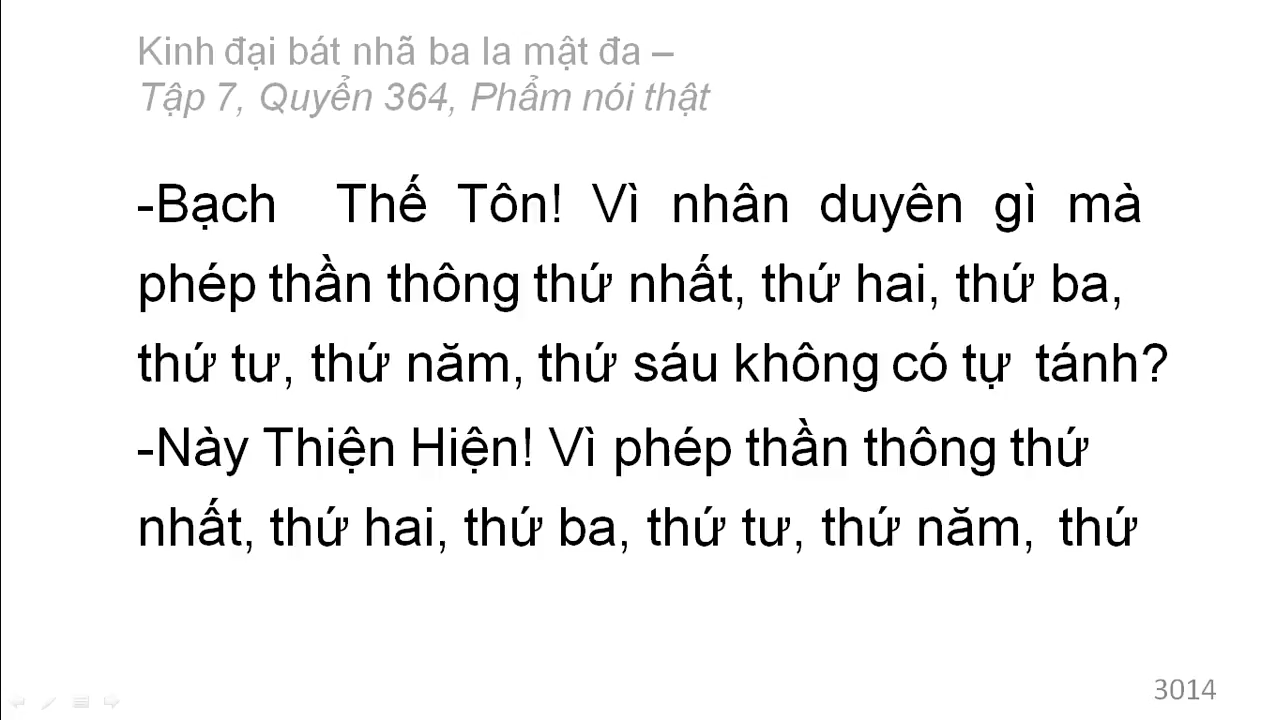 Kinh đại bát nhã ba la mật đa –
Tập 7, Quyển 364, Phẩm nói thật
-Bạch Thế Tôn! Vì nhân duyên gì mà
phép thần thông thứ nhất, thứ hai, thứ ba,
thứ tư, thứ năm, thứ sáu không có tự tánh?
-Này Thiện Hiện! Vì phép thần thông thứ
nhất, thứ hai, thứ ba, thứ tư, thứ năm, thứ
3014